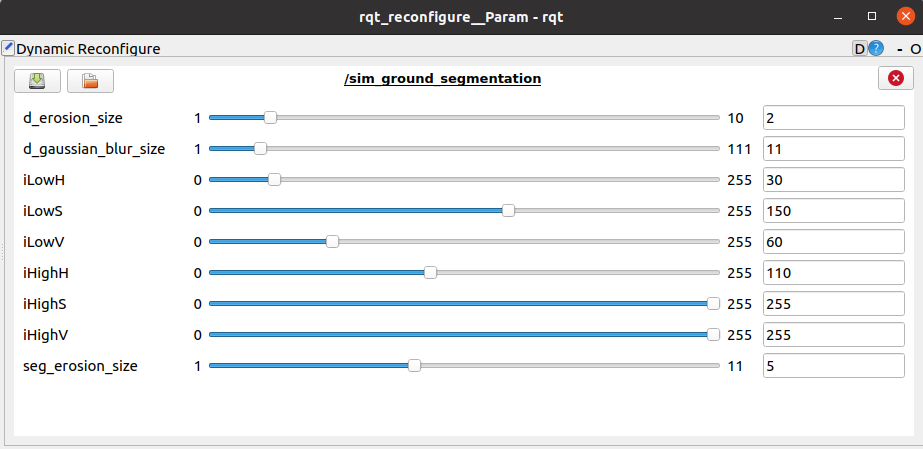 rqt_reconfigure__Param - rqt
Dynamic Reconfigure D ? - O
/sim_ground_segmentation
d_erosion_size 1 10 2
d_gaussian_blur_size 1 111 11
iLowH 0 255 30
iLowS 0 255 150
iLowV 0 255 60
iHighH 0 255 110
iHighS 0 255 255
iHighV 0 255 255
seg_erosion_size 1 11 5